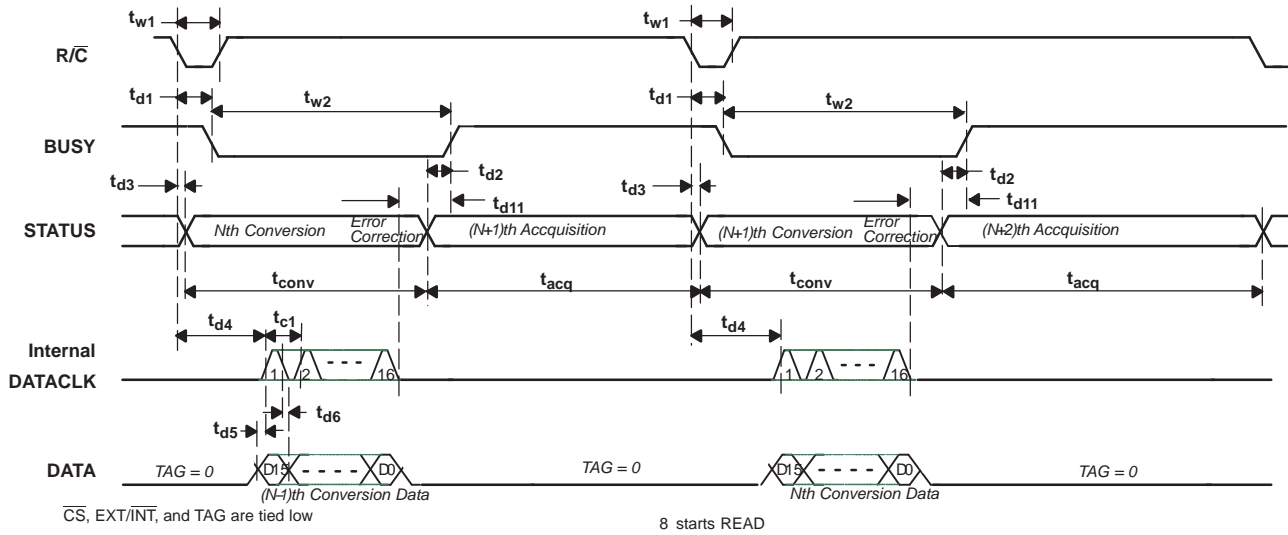 tw1 tw1
R/C
td1 tw2 td1 tw2
BUSY
td2 td2
td3 td3
td11 td11
STATUS Nth Conversion Error Correction (N+1)th Accquisition (N+1)th Conversion Error Correction (N+2)th Accquisition
tconv tacq tconv tacq
td4 tc1 td4
Internal
DATACLK 1 2 - - - 16 1 2 - - - 16
td6
td5
DATA TAG = 0 D15 - - - - D0 TAG = 0 D15 - - - - D0 TAG = 0
(N-1)th Conversion Data Nth Conversion Data
CS, EXT/INT, and TAG are tied low
8 starts READ